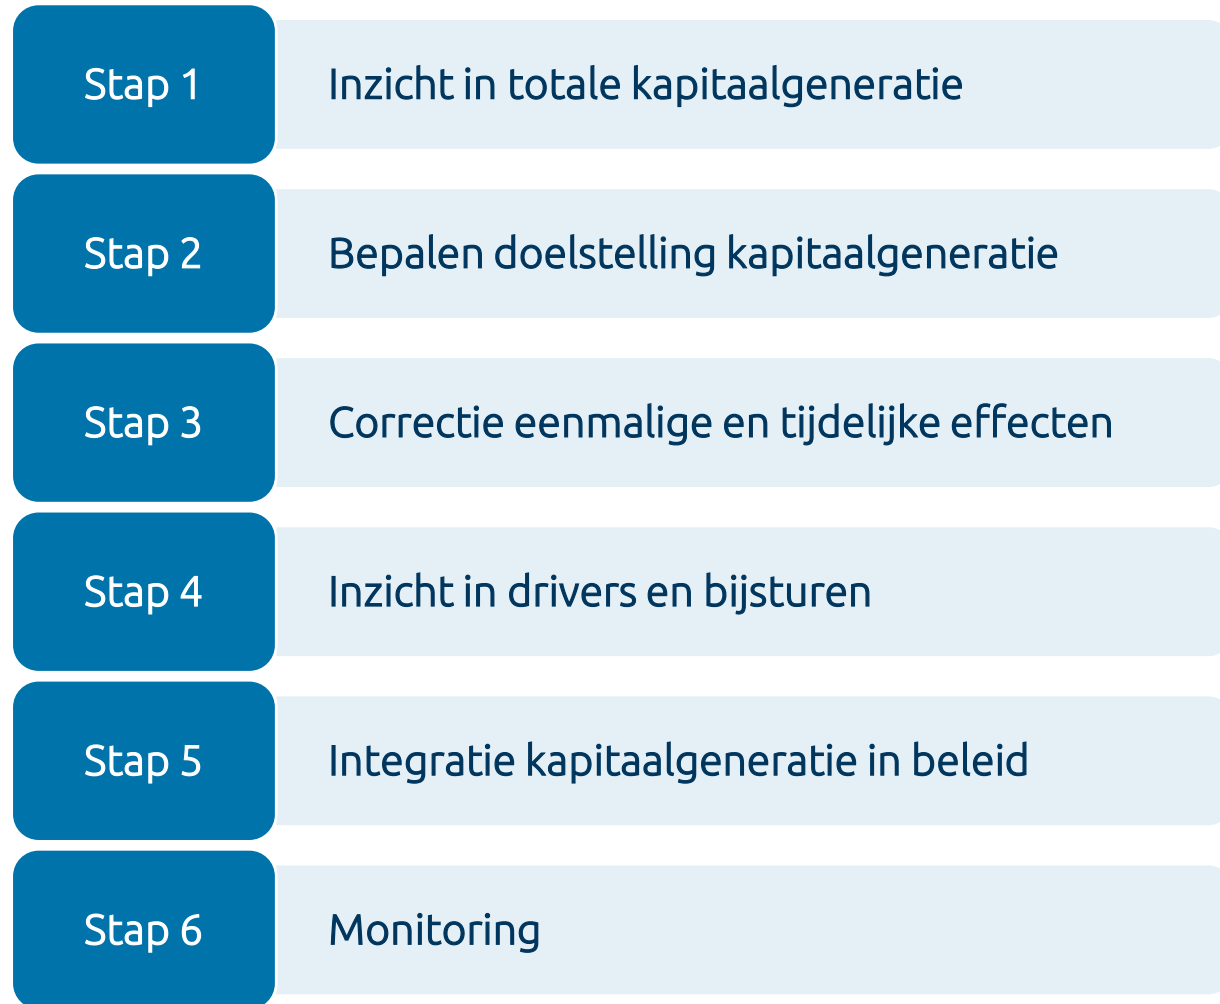 Stap 1
Inzicht in totale kapitaalgeneratie
Stap 2
Bepalen doelstelling kapitaalgeneratie
Stap 3
Correctie eenmalige en tijdelijke effecten
Stap 4
Inzicht in drivers en bijsturen
Stap 5
Integratie kapitaalgeneratie in beleid
Stap 6
Monitoring